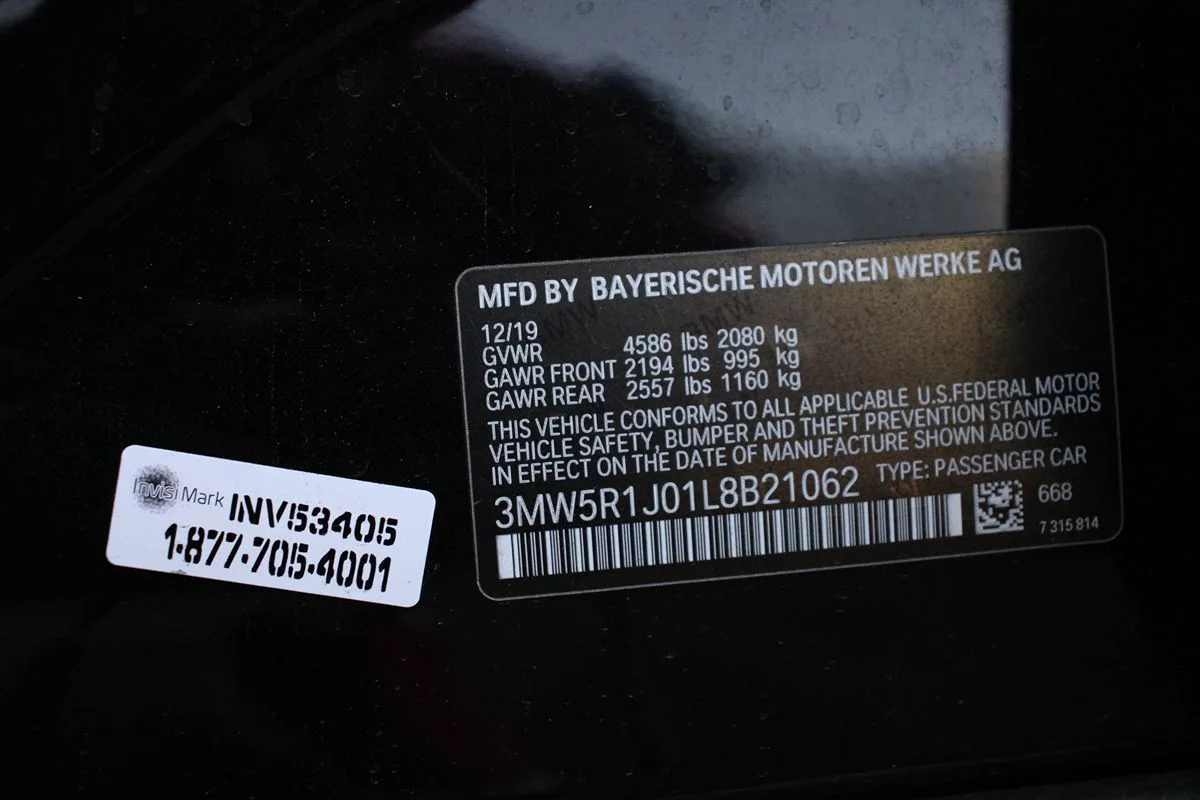 MFD BY BAYERISCHE MOTOREN WERKE AG
12/19
GVWR 4586 lbs 2080 kg
GAWR FRONT 2194 lbs 995 kg
GAWR REAR 2557 lbs 1160 kg
THIS VEHICLE CONFORMS TO ALL APPLICABLE U.S.FEDERAL MOTOR
VEHICLE SAFETY, BUMPER AND THEFT PREVENTION STANDARDS
IN EFFECT ON THE DATE OF MANUFACTURE SHOWN ABOVE.
3MW5R1J01L8B21062 TYPE: PASSENGER CAR
668
7 315 814
InvisiMark INV53405
1-877-705-4001